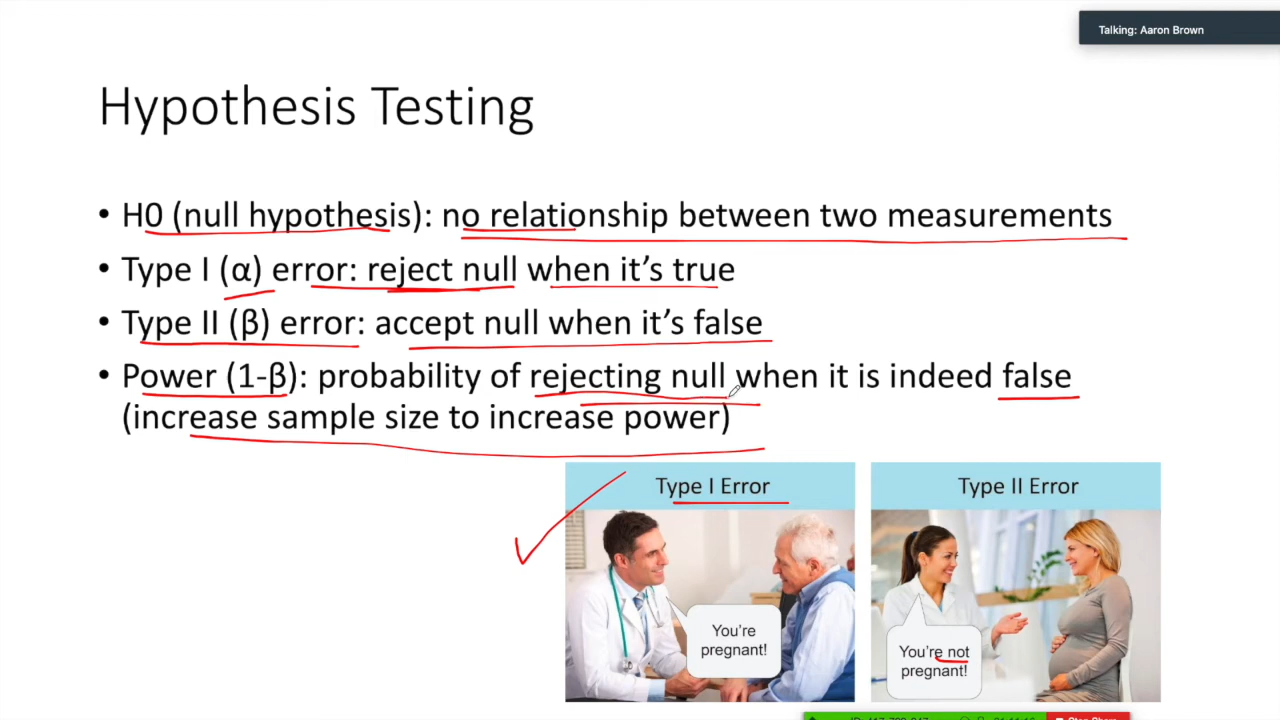 Talking: Aaron Brown
Hypothesis Testing
• H0 (null hypothesis): no relationship between two measurements
• Type I (α) error: reject null when it's true
• Type II (β) error: accept null when it's false
• Power (1-β): probability of rejecting null when it is indeed false
(increase sample size to increase power)
Type I Error
Type II Error
You're
pregnant!
You're not
pregnant!